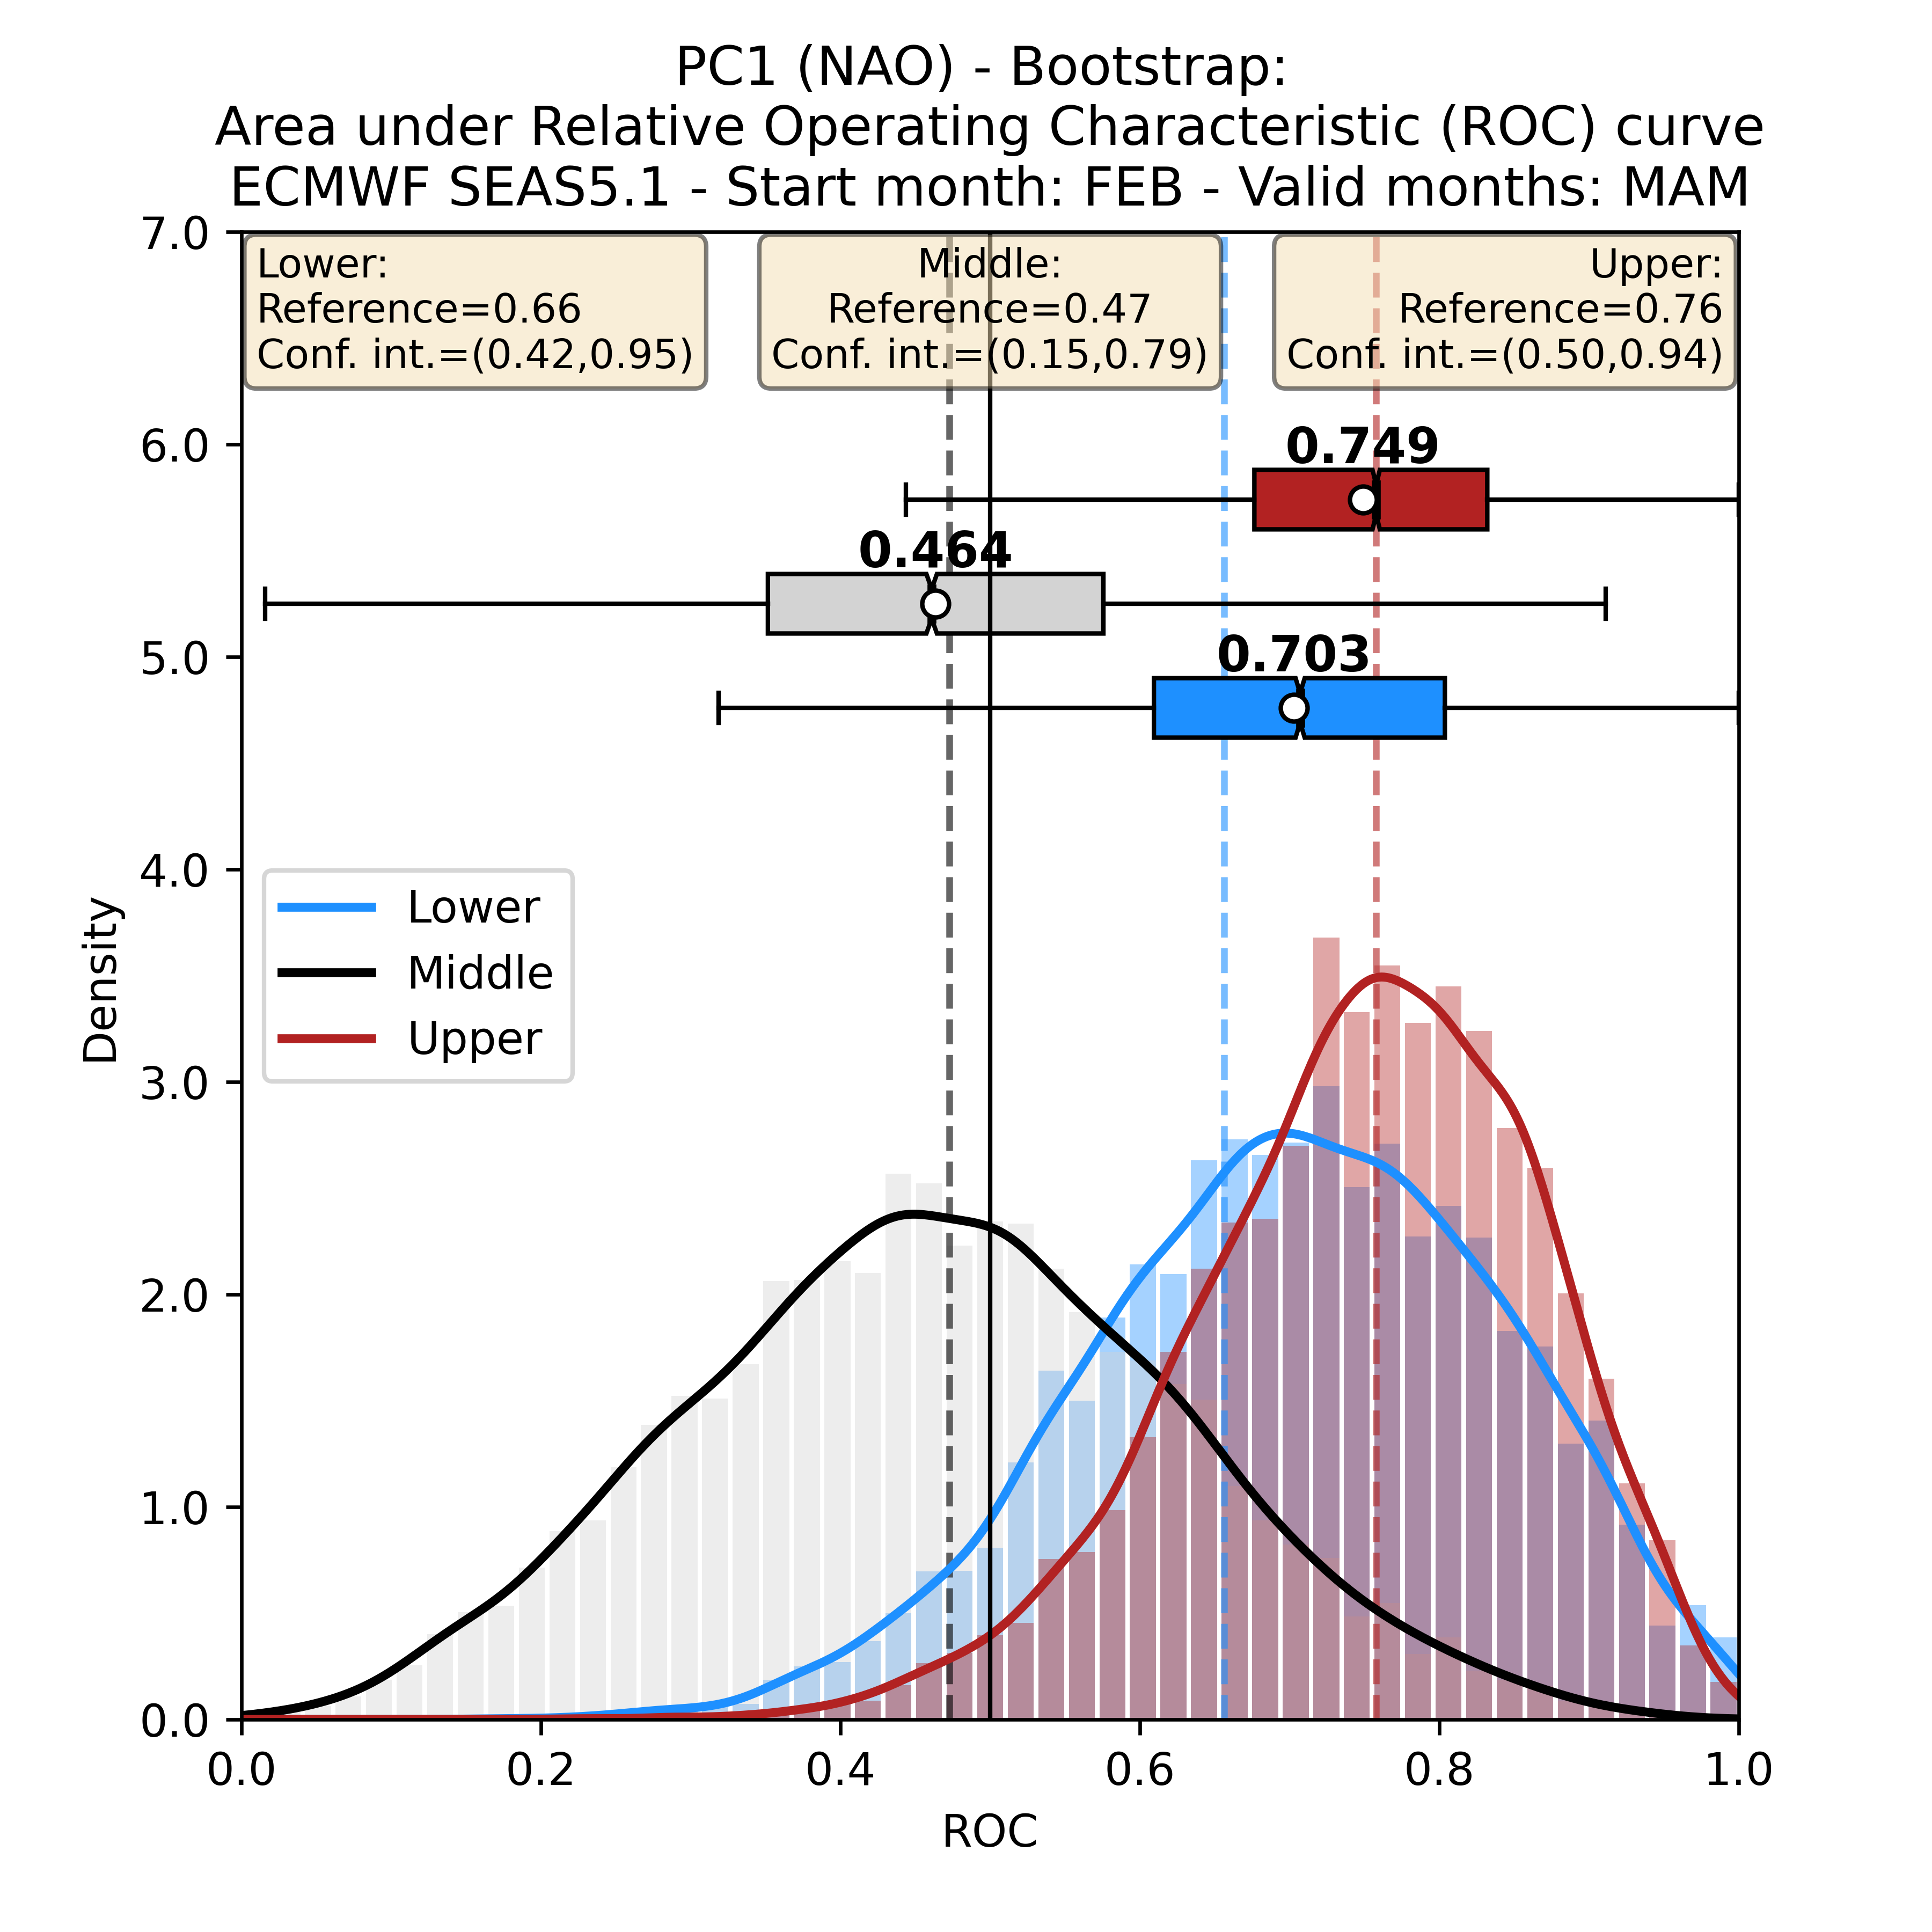 PC1 (NAO) - Bootstrap:
Area under Relative Operating Characteristic (ROC) curve
ECMWF SEAS5.1 - Start month: FEB - Valid months: MAM
7.0
Lower:
Reference=0.66
Conf. int.=(0.42,0.95)
Middle:
Reference=0.47
Conf. int.=(0.15,0.79)
Upper:
Reference=0.76
Conf. int.=(0.50,0.94)
6.0
0.749
0.464
5.0
0.703
4.0
Lower
Middle
Upper
Density
3.0
2.0
1.0
0.0
0.0
0.2
0.4
0.6
0.8
1.0
ROC